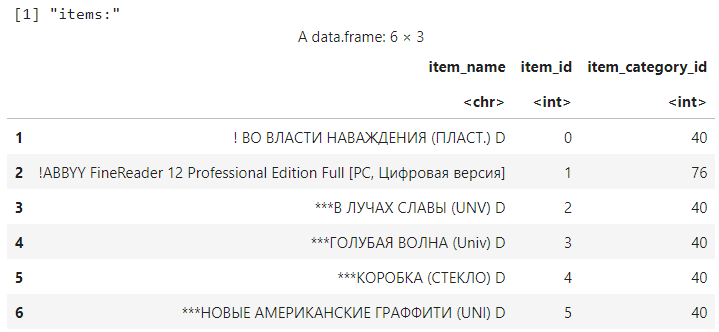 [1] "items:"
A data.frame: 6 × 3
item_name item_id item_category_id
<chr> <int> <int>
1 ! ВО ВЛАСТИ НАВАЖДЕНИЯ (ПЛАСТ.) D 0 40
2 !ABBYY FineReader 12 Professional Edition Full [PC, Цифровая версия] 1 76
3 ***В ЛУЧАХ СЛАВЫ (UNV) D 2 40
4 ***ГОЛУБАЯ ВОЛНА (Univ) D 3 40
5 ***КОРОБКА (СТЕКЛО) D 4 40
6 ***НОВЫЕ АМЕРИКАНСКИЕ ГРАФФИТИ (UNI) D 5 40